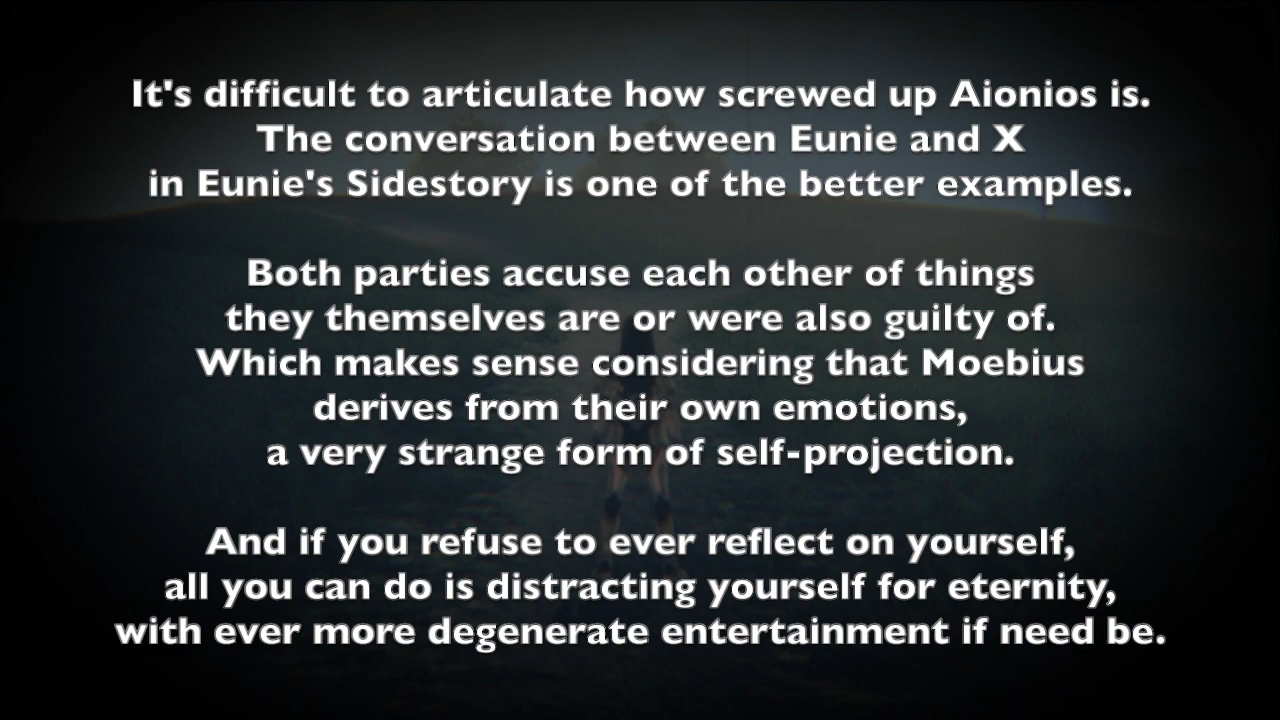 It's difficult to articulate how screwed up Aionios is.
The conversation between Eunie and X
in Eunie's Sidestory is one of the better examples.
Both parties accuse each other of things
they themselves are or were also guilty of.
Which makes sense considering that Moebius
derives from their own emotions,
a very strange form of self-projection.
And if you refuse to ever reflect on yourself,
all you can do is distracting yourself for eternity,
with ever more degenerate entertainment if need be.